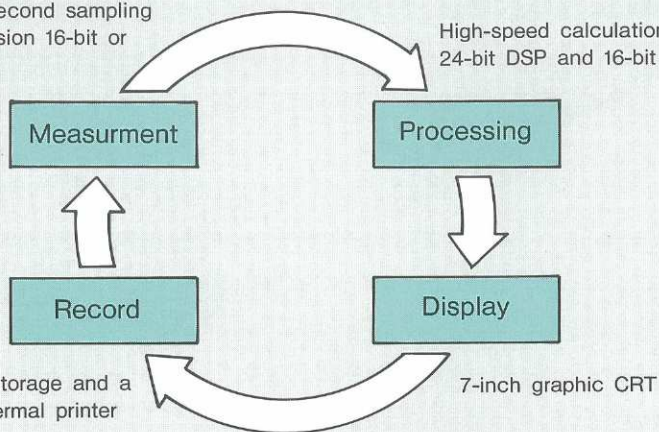 second sampling
sion 16-bit or
High-speed calculation
24-bit DSP and 16-bit
Measurment
Processing
Record
Display
storage and a
ermal printer
7-inch graphic CRT